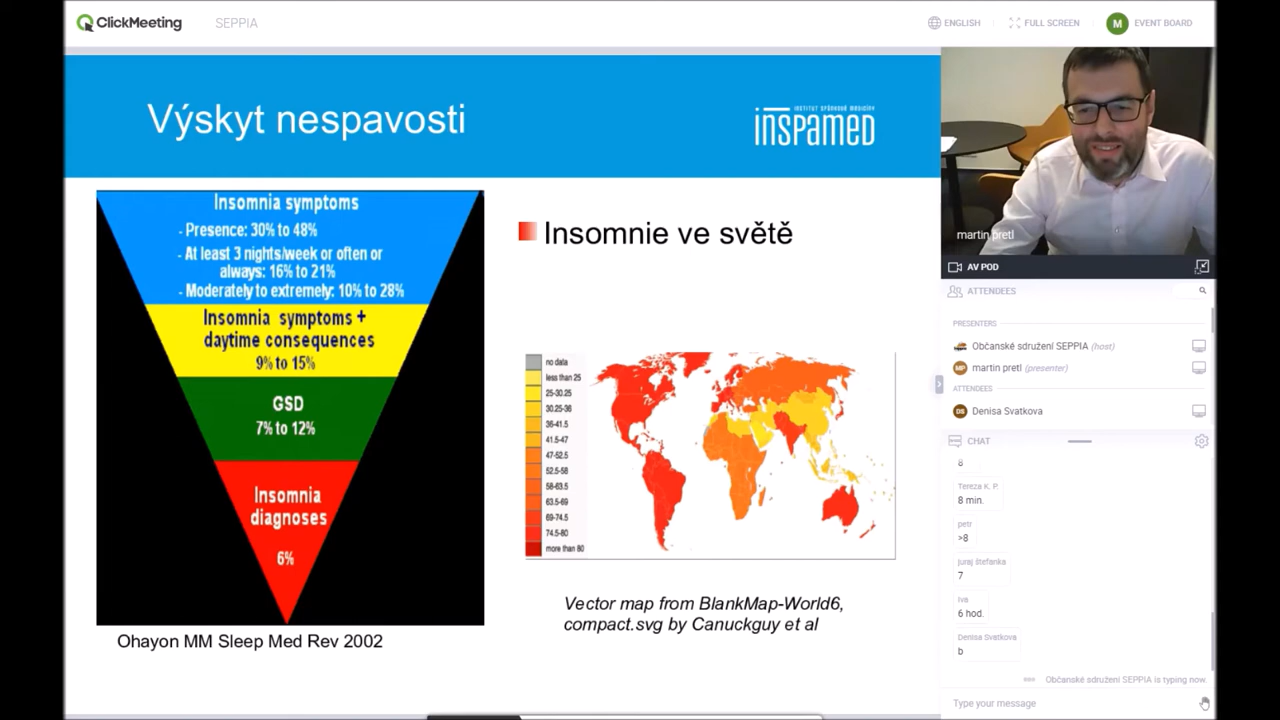 ClickMeeting
SEPPIA
ENGLISH
FULL SCREEN
M
EVENT BOARD
Výskyt nespavosti
INSTITUT SPÁNKOVÉ MEDICÍNY
inspamed
Insomnia symptoms
- Presence: 30% to 48%
- At least 3 nights/week or often or
always: 16% to 21%
- Moderately to extremely: 10% to 28%
Insomnia symptoms +
daytime consequences
9% to 15%
GSD
7% to 12%
Insomnia
diagnoses
6%
Ohayon MM Sleep Med Rev 2002
Insomnie ve světě
no data
less than 25
25-30.25
30.25-36
36-41.5
41.5-47
47-52.5
52.5-58
58-63.5
63.5-69
69-74.5
74.5-80
more than 80
Vector map from BlankMap-World6,
compact.svg by Canuckguy et al
martin pretl
AV POD
ATTENDEES
PRESENTERS
Občanské sdružení SEPPIA (host)
MP
martin pretl (presenter)
ATTENDEES
DS
Denisa Svatkova
CHAT
8
Tereza K. P.
8 min.
petr
>8
juraj štefanka
7
Iva
6 hod.
Denisa Svatkova
b
Občanské sdružení SEPPIA is typing now.
Type your message